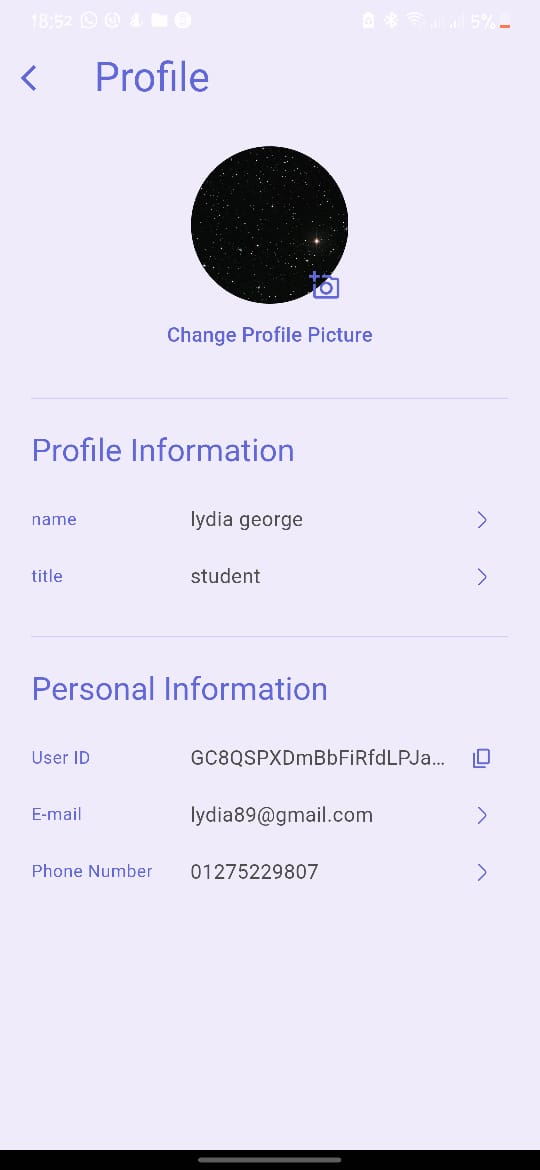 18:52 5%
Profile
Change Profile Picture
Profile Information
name lydia george
title student
Personal Information
User ID GC8QSPXDmBbFiRfdLPJa...
E-mail lydia89@gmail.com
Phone Number 01275229807